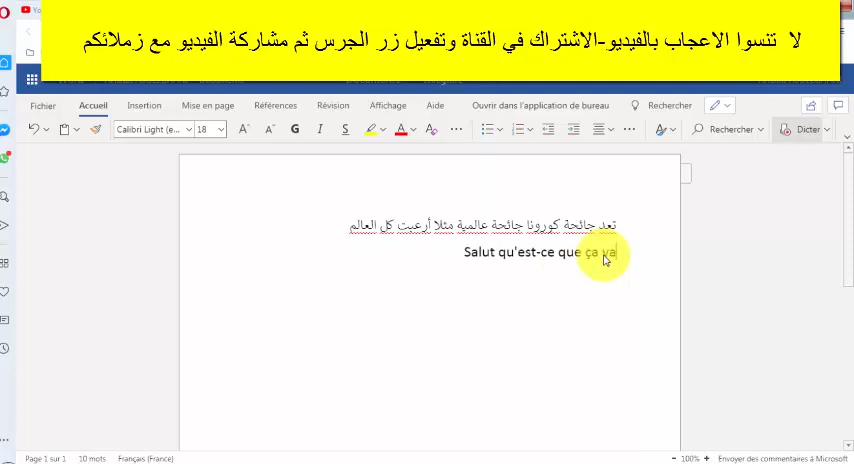 لا تنسوا الاعجاب بالفيديو-الاشتراك في القناة وتفعيل زر الجرس ثم مشاركة الفيديو مع زملائكم
Fichier Accueil Insertion Mise en page Références Révision Affichage Aide Ouvrir dans l'application de bureau Rechercher
Calibri Light (e... 18 G I S A A Rechercher Dicter
تعد جائحة كورونا جائحة عالمية مثلا أرعبت كل العالم
Salut qu'est-ce que ça va
Page 1 sur 1 10 mots Français (France) - 100% + Envoyer des commentaires à Microsoft